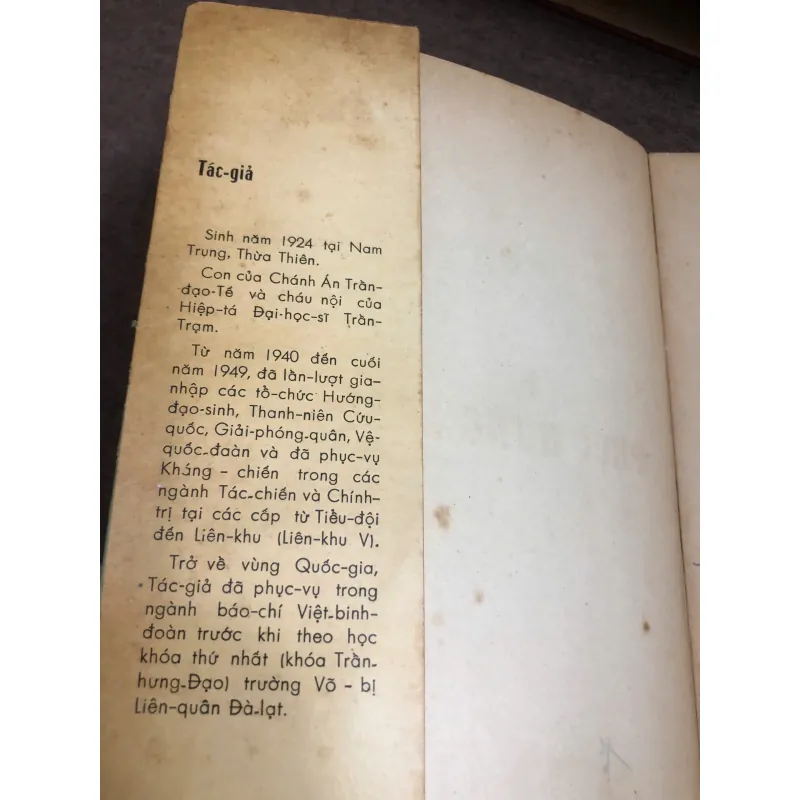 Tác-giả
Sinh năm 1924 tại Nam
Trung, Thừa Thiên.
Con của Chánh Án Trần-
đạo-Tề và cháu nội của
Hiệp-tá Đại-học-sĩ Trần-
Trạm.
Từ năm 1940 đến cuối
năm 1949, đã lần-lượt gia-
nhập các tổ-chức Hướng-
đạo-sinh, Thanh-niên Cứu-
quốc, Giải-phóng-quân, Vệ-
quốc-đaàn và đã phục-vụ
Kháng-chiến trong các
ngành Tác-chiến và Chính-
trị tại các cấp từ Tiểu-đội
đến Liên-khu (Liên-khu V).
Trở về vùng Quốc-gia,
Tác-giả đã phục-vụ trong
ngành báo-chí Việt-binh-
đoàn trước khi theo học
khóa thứ nhất (khóa Trần-
hưng-Đạo) trường Võ-bị
Liên-quân Đà-lạt.